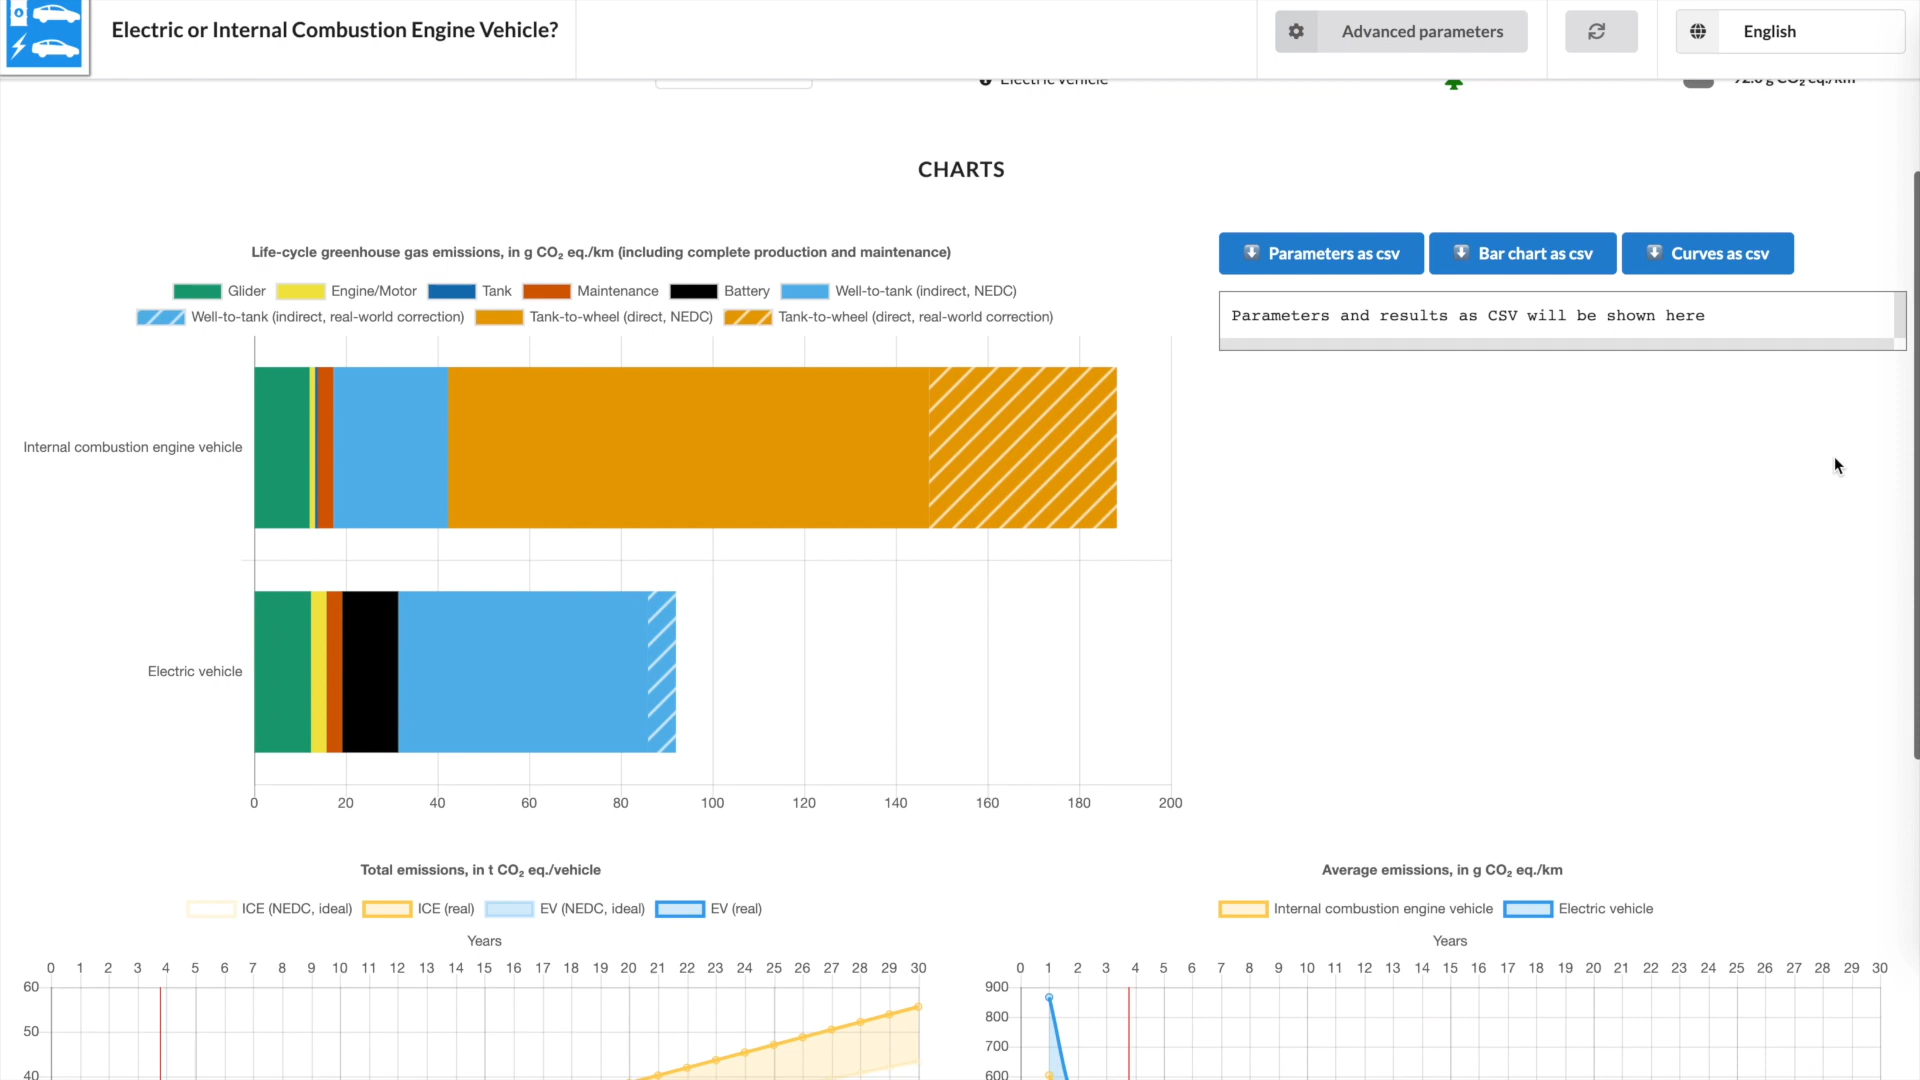 Electric or Internal Combustion Engine Vehicle?
Advanced parameters
English
Electric vehicle
92.0 g CO₂ eq./km
CHARTS
Life-cycle greenhouse gas emissions, in g CO₂ eq./km (including complete production and maintenance)
Glider Engine/Motor Tank Maintenance Battery Well-to-tank (indirect, NEDC)
Well-to-tank (indirect, real-world correction) Tank-to-wheel (direct, NEDC) Tank-to-wheel (direct, real-world correction)
Parameters as csv Bar chart as csv Curves as csv
Parameters and results as CSV will be shown here
Internal combustion engine vehicle
Electric vehicle
0 20 40 60 80 100 120 140 160 180 200
Total emissions, in t CO₂ eq./vehicle
ICE (NEDC, ideal) ICE (real) EV (NEDC, ideal) EV (real)
Years
0 1 2 3 4 5 6 7 8 9 10 11 12 13 14 15 16 17 18 19 20 21 22 23 24 25 26 27 28 29 30
60
50
40
Average emissions, in g CO₂ eq./km
Internal combustion engine vehicle Electric vehicle
Years
0 1 2 3 4 5 6 7 8 9 10 11 12 13 14 15 16 17 18 19 20 21 22 23 24 25 26 27 28 29 30
900
800
700
600